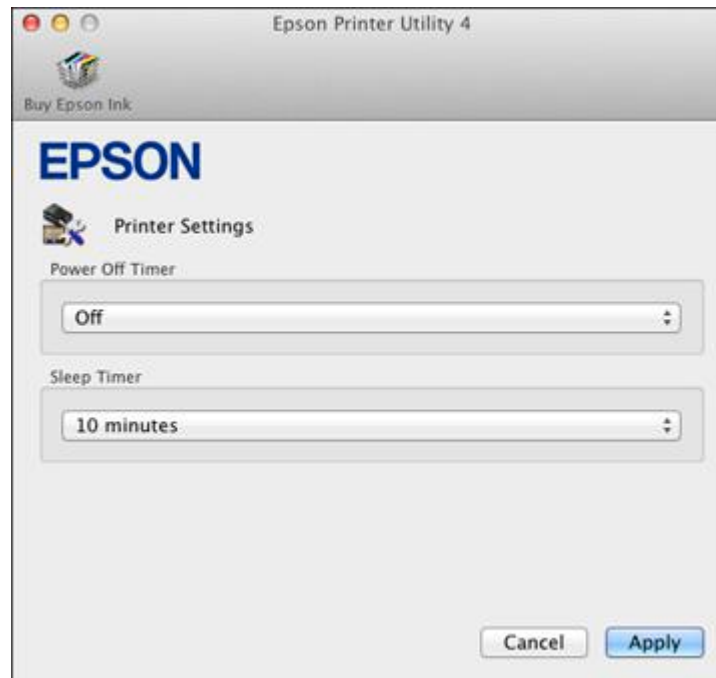 Epson Printer Utility 4
Buy Epson Ink
EPSON
Printer Settings
Power Off Timer
Off
Sleep Timer
10 minutes
Cancel Apply